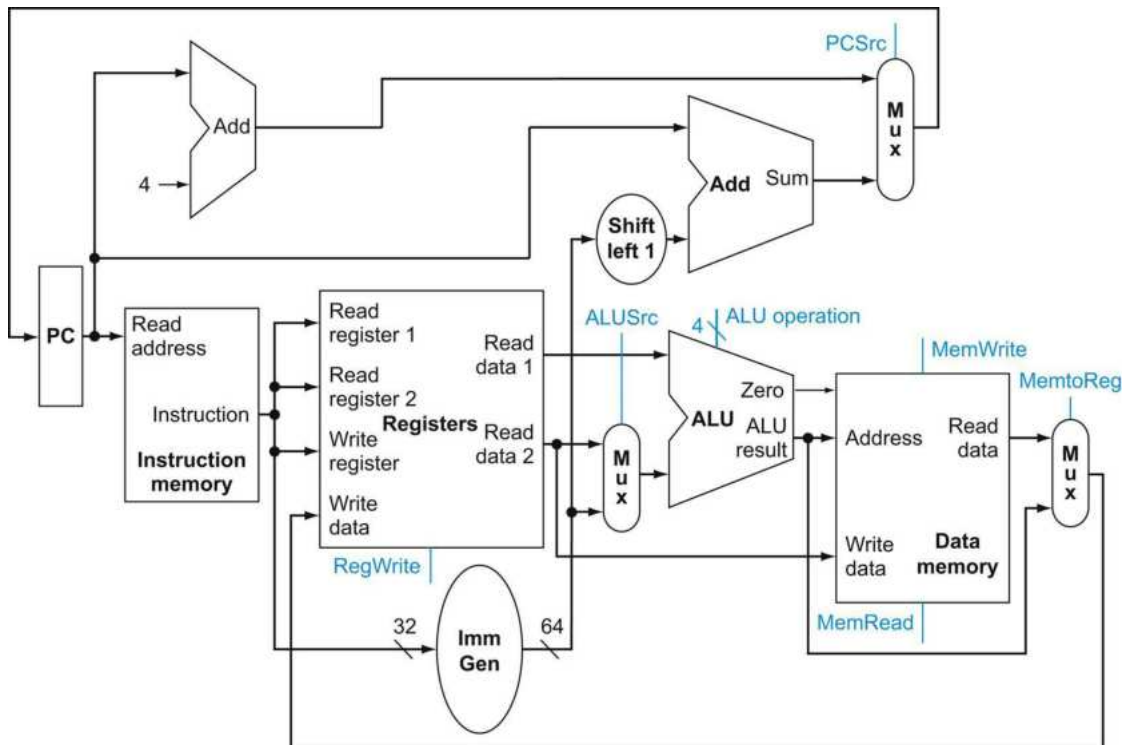 PCSrc
Add
4
M
u
x
Add
Sum
Shift
left 1
PC
Read
address
Instruction
Instruction
memory
Read
register 1
Read
register 2
Write
register
Write
data
Registers
Read
data 1
Read
data 2
RegWrite
ALUSrc
M
u
x
4
ALU operation
Zero
ALU
ALU
result
MemWrite
Address
Read
data
Write
data
Data
memory
MemRead
MemtoReg
M
u
x
32
Imm
Gen
64